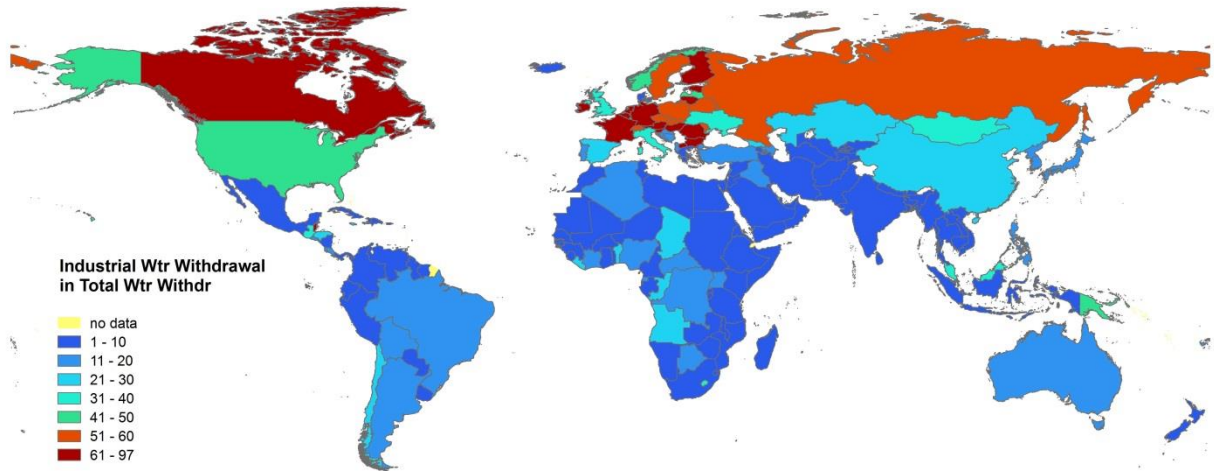 Industrial Wtr Withdrawal
in Total Wtr Withdr
no data
1 - 10
11 - 20
21 - 30
31 - 40
41 - 50
51 - 60
61 - 97